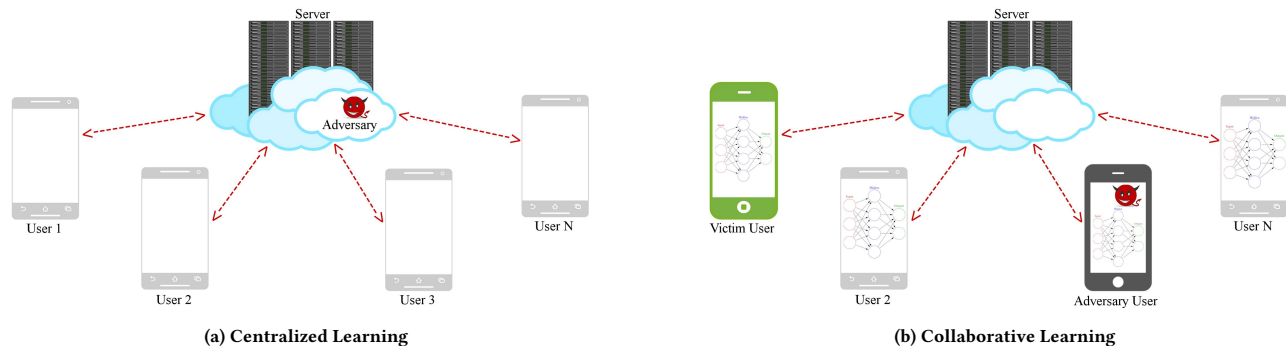 Server
Adversary
User 1
User 2
User 3
User N
(a) Centralized Learning
Server
Victim User
User 2
Adversary User
User N
(b) Collaborative Learning